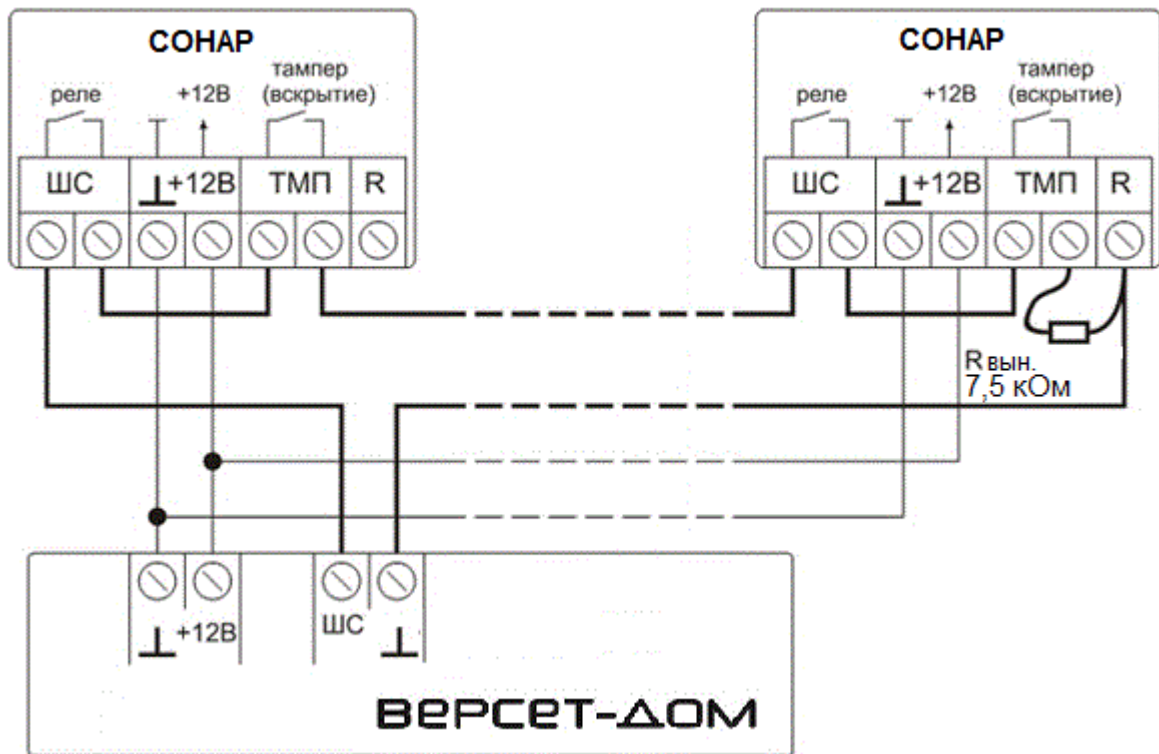 СОНАР
реле
+12В
тампер
(вскрытие)
ШС
+12В
ТМП
R
СОНАР
реле
+12В
тампер
(вскрытие)
ШС
+12В
ТМП
R
R вын.
7,5 кОм
+12В
ШС
ВЕРСЕТ-ДОМ